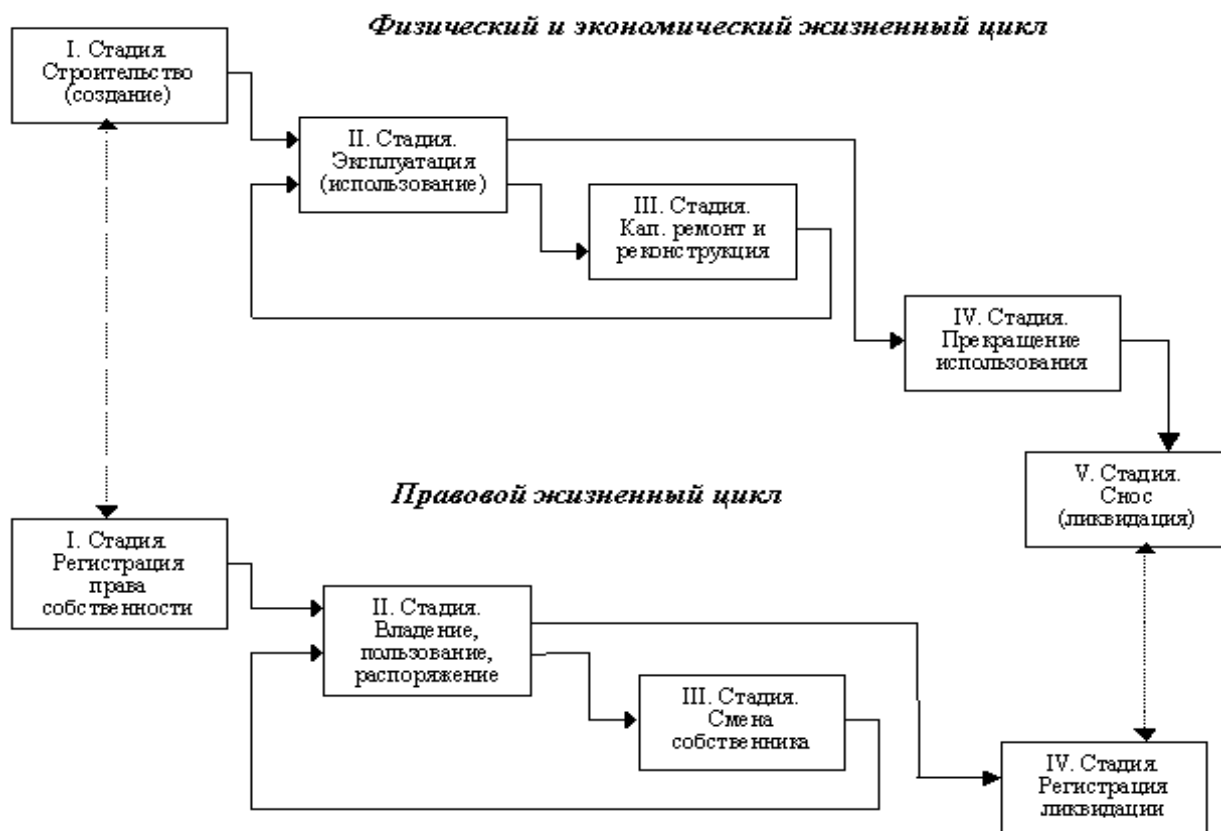 Физический и экономический жизненный цикл
I. Стадия.
Строительство
(создание)
II. Стадия.
Эксплуатация
(использование)
III. Стадия.
Кап. ремонт и
реконструкция
IV. Стадия.
Прекращение
использования
V. Стадия.
Снос
(ликвидация)
Правовой жизненный цикл
I. Стадия.
Регистрация
права
собственности
II. Стадия.
Владение,
пользование,
распоряжение
III. Стадия.
Смена
собственника
IV. Стадия.
Регистрация
ликвидации